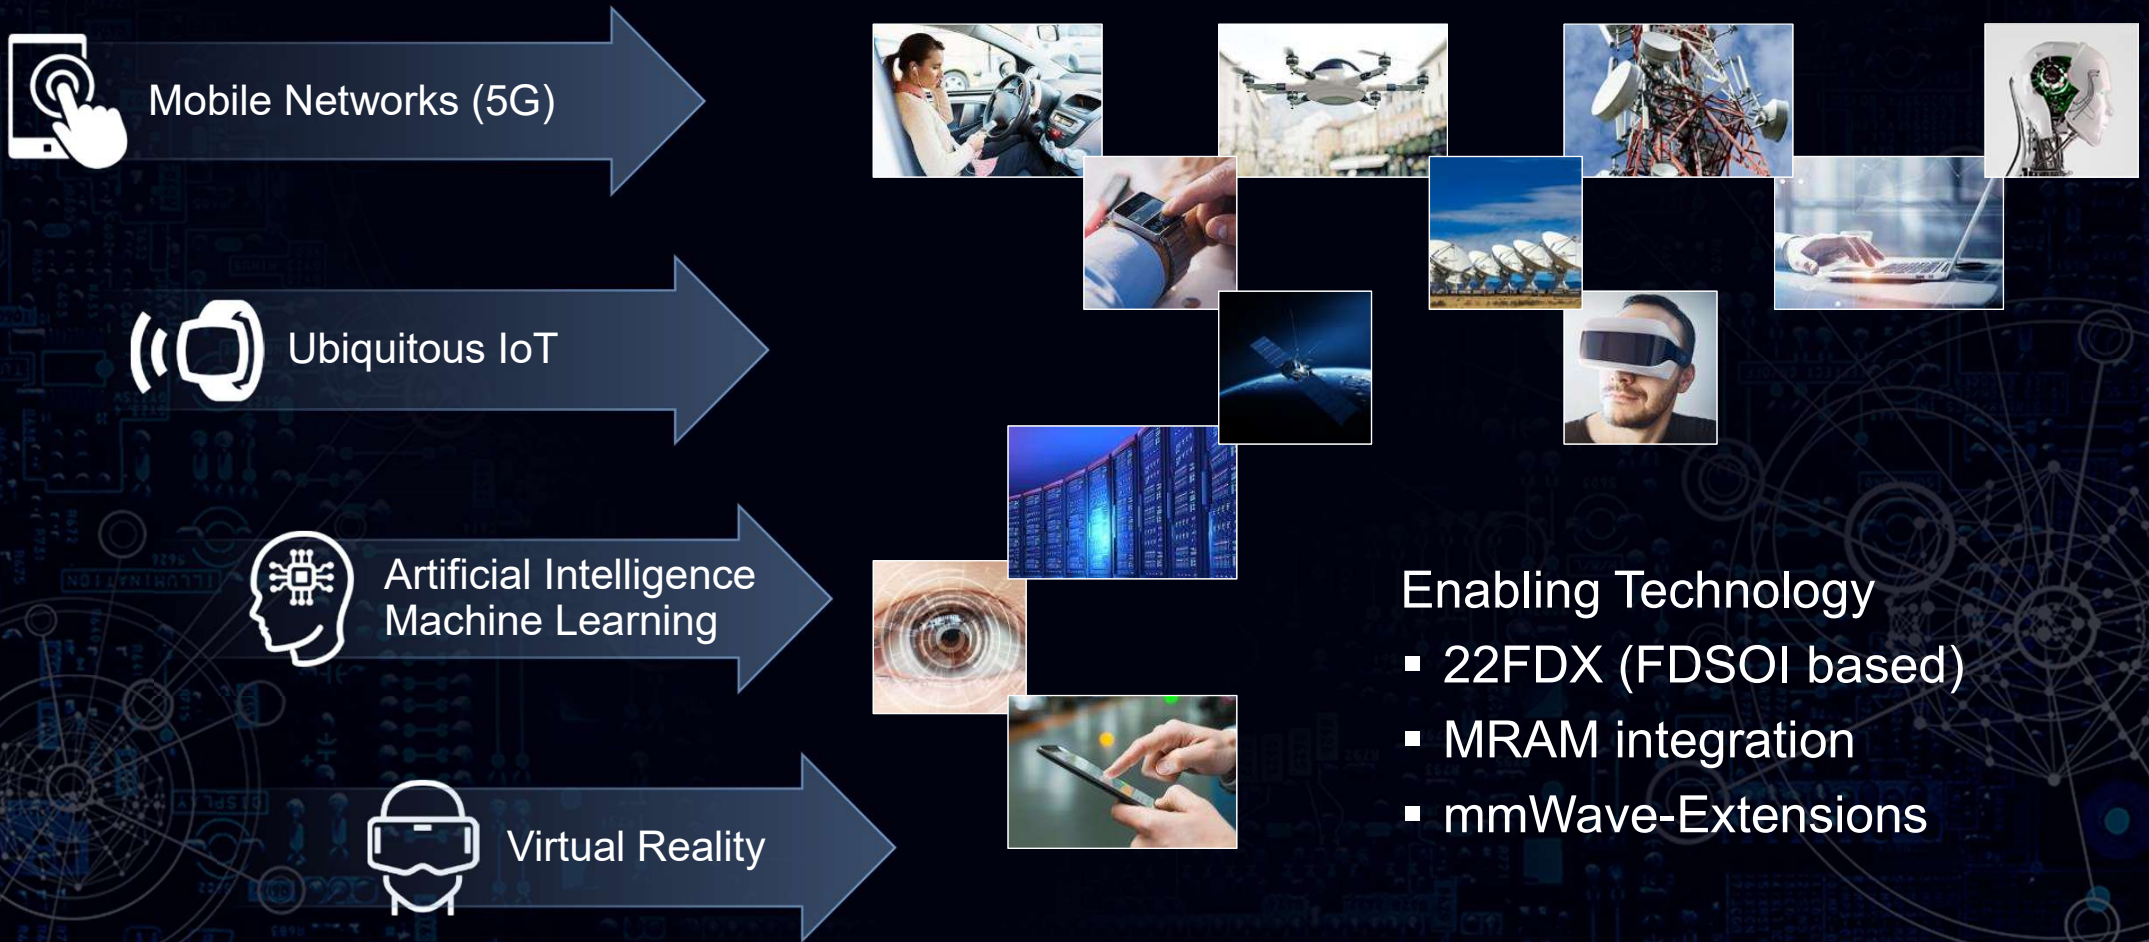 Mobile Networks (5G)
Ubiquitous IoT
Artificial Intelligence
Machine Learning
Virtual Reality
Enabling Technology
▪ 22FDX (FDSOI based)
▪ MRAM integration
▪ mmWave-Extensions